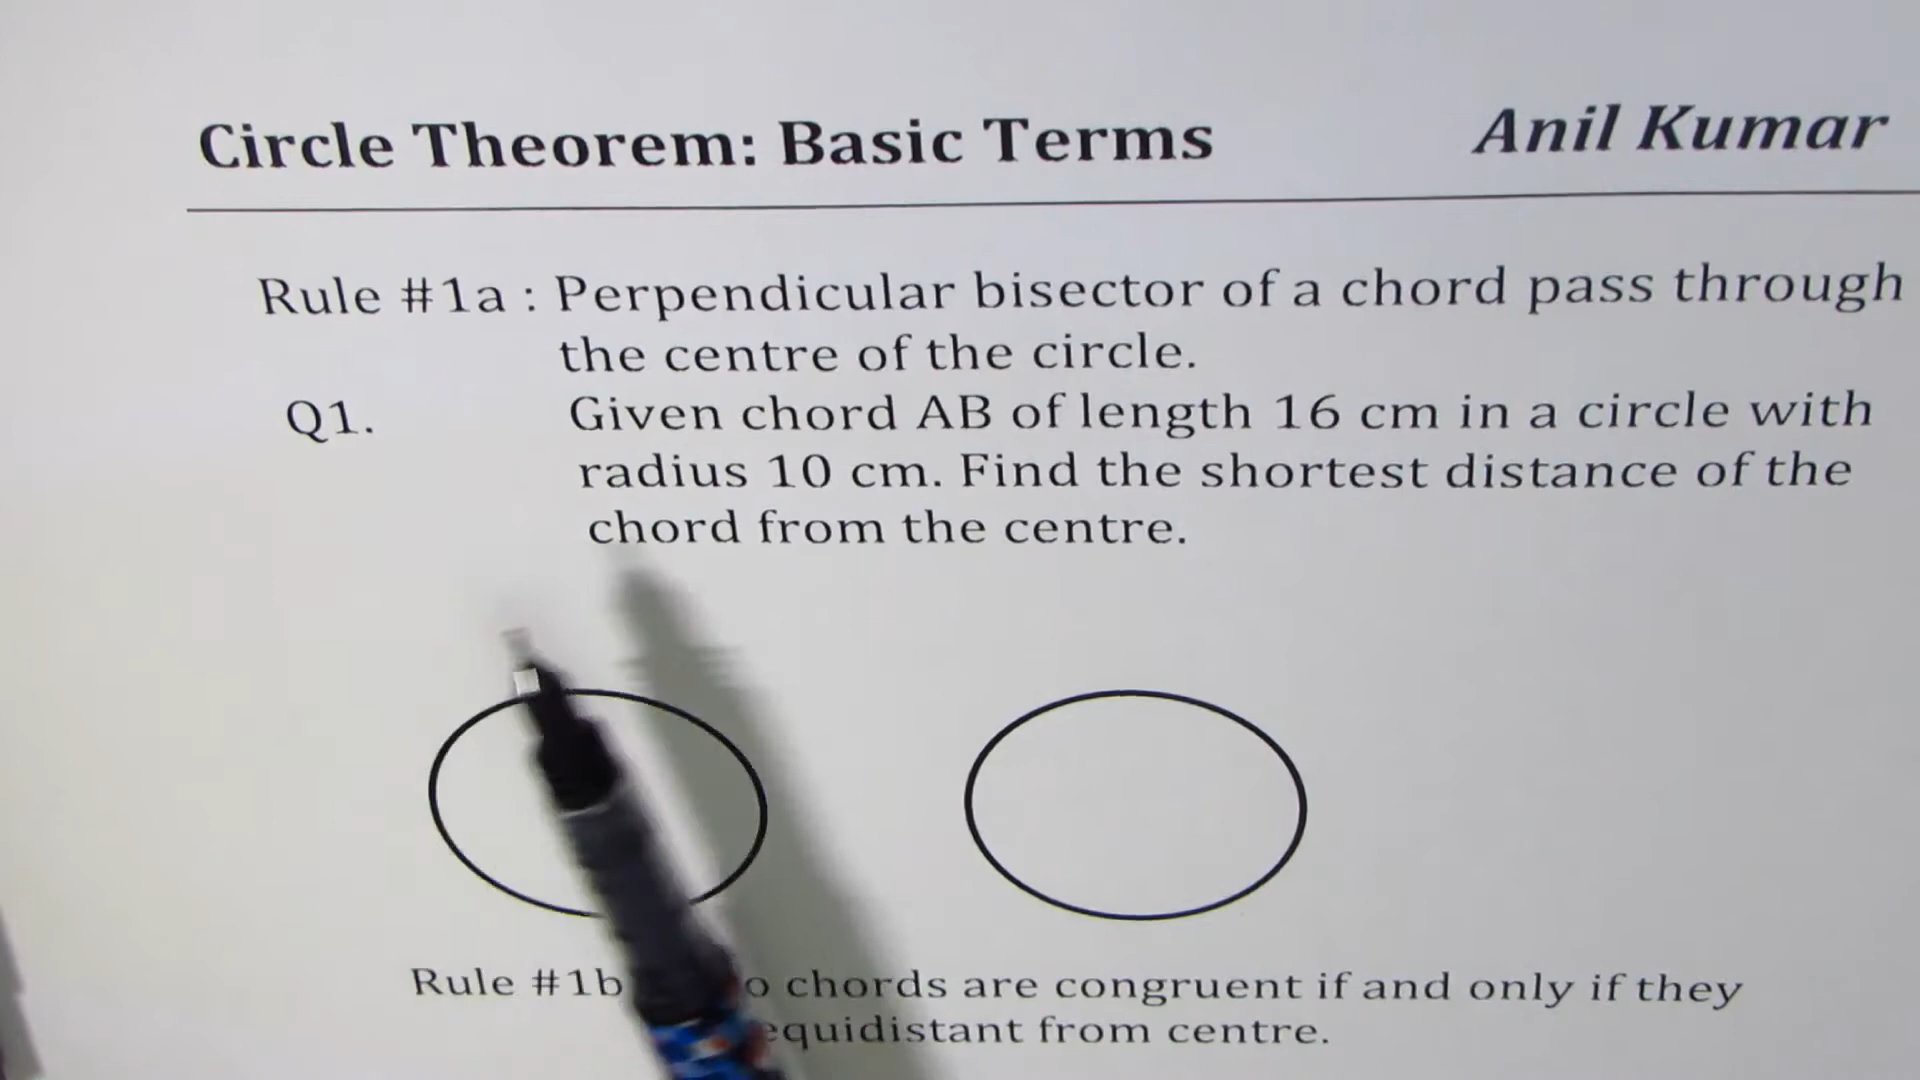 Circle Theorem: Basic Terms
Anil Kumar
Rule #1a : Perpendicular bisector of a chord pass through
the centre of the circle.
Q1. Given chord AB of length 16 cm in a circle with
radius 10 cm. Find the shortest distance of the
chord from the centre.
Rule #1b chords are congruent if and only if they
equidistant from centre.